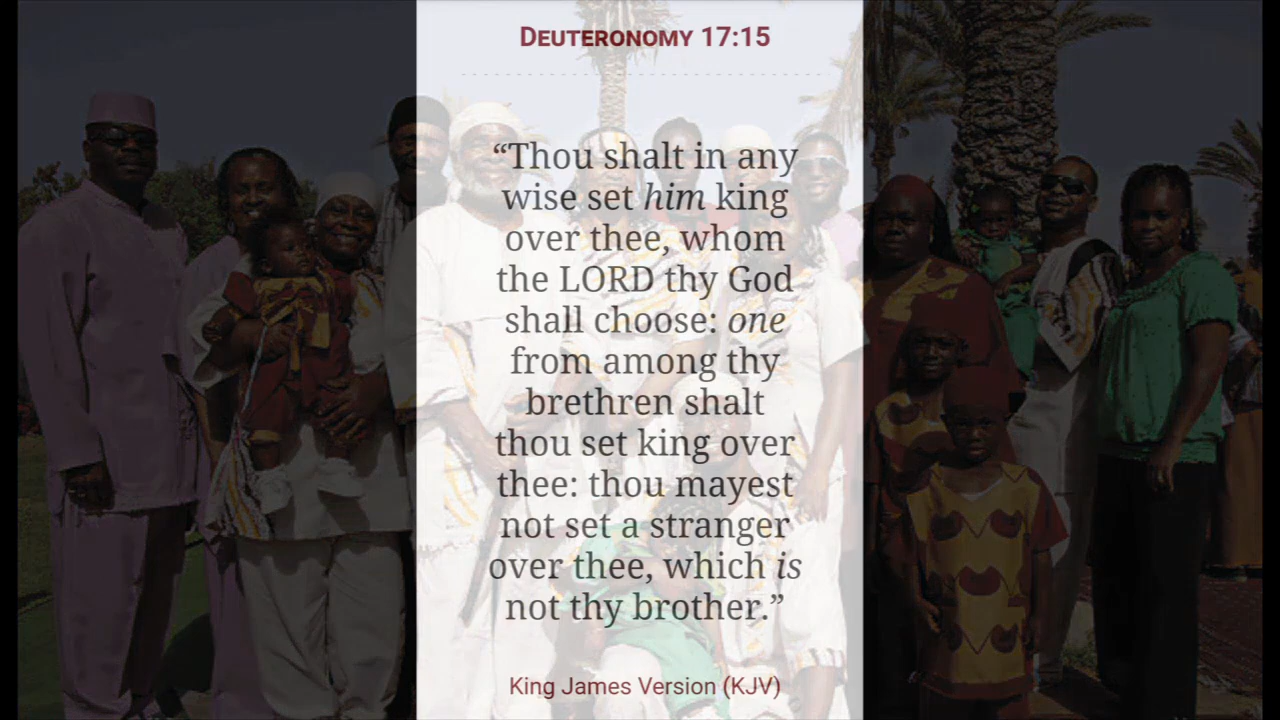 DEUTERONOMY 17:15
“Thou shalt in any
wise set him king
over thee, whom
the LORD thy God
shall choose: one
from among thy
brethren shalt
thou set king over
thee: thou mayest
not set a stranger
over thee, which is
not thy brother.”
King James Version (KJV)